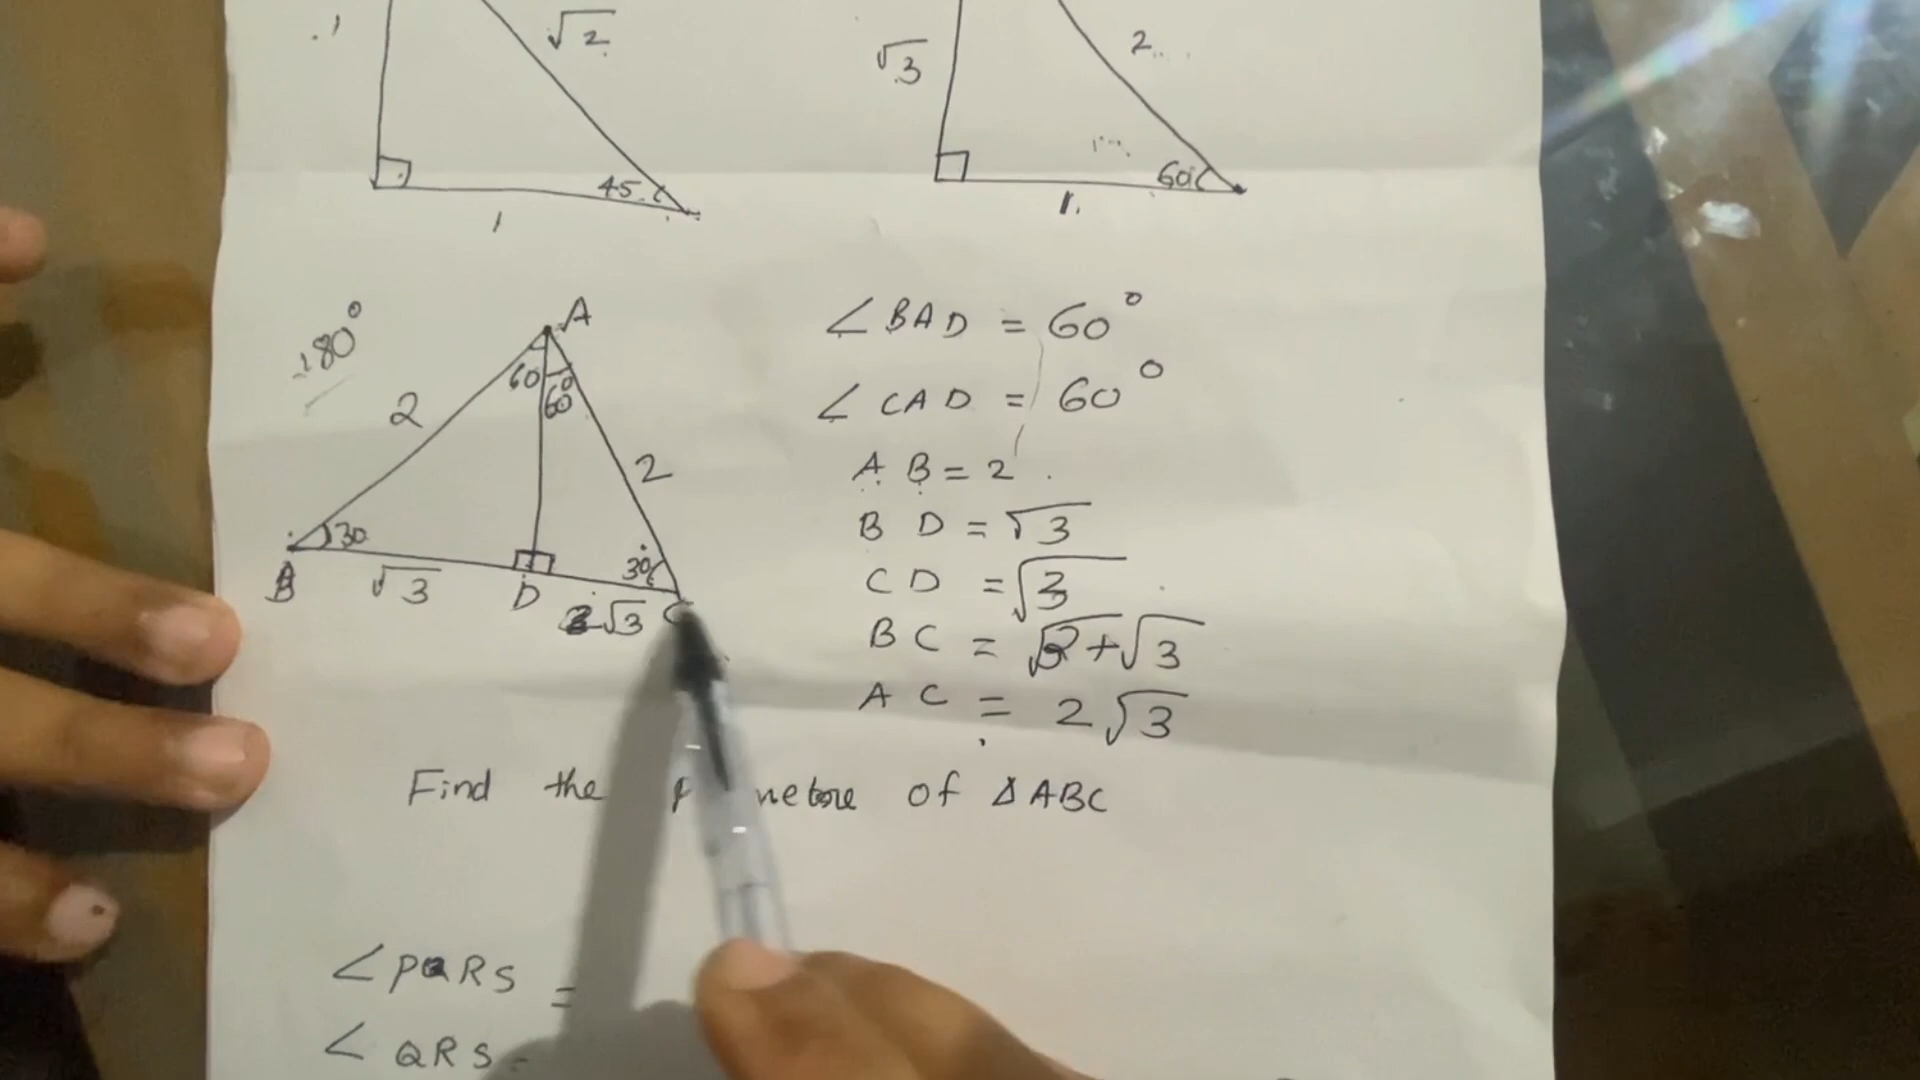 1
√2
45
1
√3
2
60
1
180°
A
60
60°
2
2
30
30
B
√3
D
√3
C
∠BAD = 60°
∠CAD = 60°
AB = 2
BD = √3
CD = √3
BC = √3+√3
AC = 2√3
Find the of ΔABC
∠PQRS =
∠QRS =